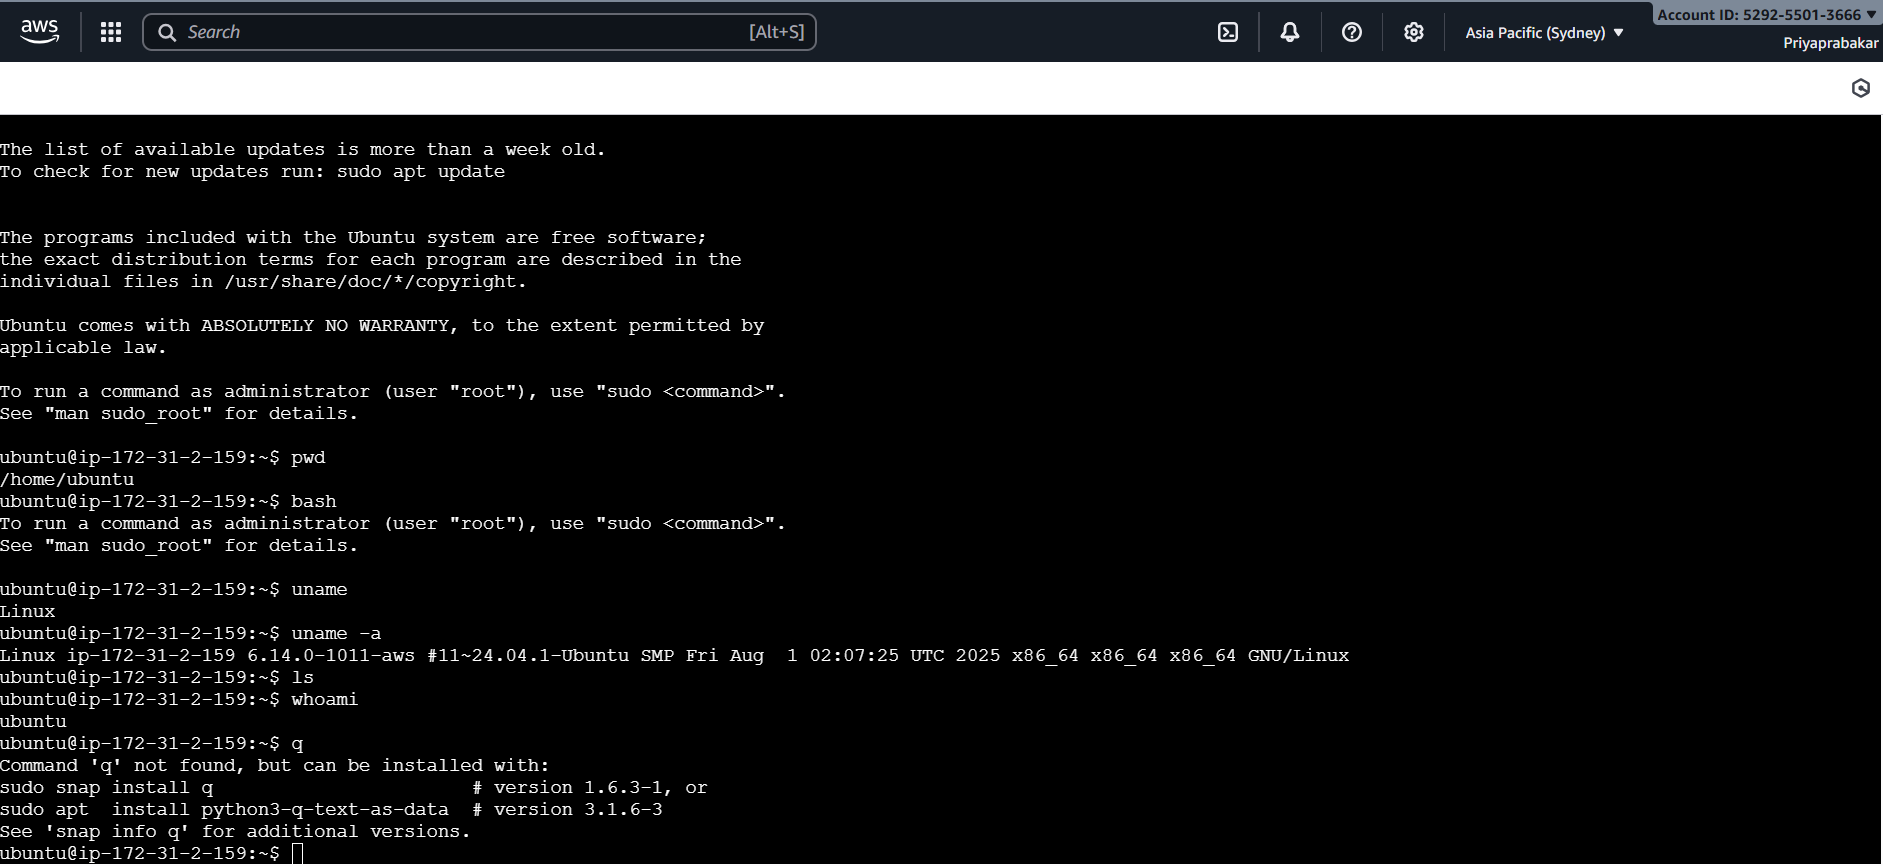 aws
Search [Alt+S]
Asia Pacific (Sydney) ▼
Account ID: 5292-5501-3666 ▼
Priyaprabakar
The list of available updates is more than a week old.
To check for new updates run: sudo apt update
The programs included with the Ubuntu system are free software;
the exact distribution terms for each program are described in the
individual files in /usr/share/doc/*/copyright.
Ubuntu comes with ABSOLUTELY NO WARRANTY, to the extent permitted by
applicable law.
To run a command as administrator (user "root"), use "sudo <command>".
See "man sudo_root" for details.
ubuntu@ip-172-31-2-159:~$ pwd
/home/ubuntu
ubuntu@ip-172-31-2-159:~$ bash
To run a command as administrator (user "root"), use "sudo <command>".
See "man sudo_root" for details.
ubuntu@ip-172-31-2-159:~$ uname
Linux
ubuntu@ip-172-31-2-159:~$ uname -a
Linux ip-172-31-2-159 6.14.0-1011-aws #11~24.04.1-Ubuntu SMP Fri Aug  1 02:07:25 UTC 2025 x86_64 x86_64 x86_64 GNU/Linux
ubuntu@ip-172-31-2-159:~$ ls
ubuntu@ip-172-31-2-159:~$ whoami
ubuntu
ubuntu@ip-172-31-2-159:~$ q
Command 'q' not found, but can be installed with:
sudo snap install q                       # version 1.6.3-1, or
sudo apt  install python3-q-text-as-data  # version 3.1.6-3
See 'snap info q' for additional versions.
ubuntu@ip-172-31-2-159:~$